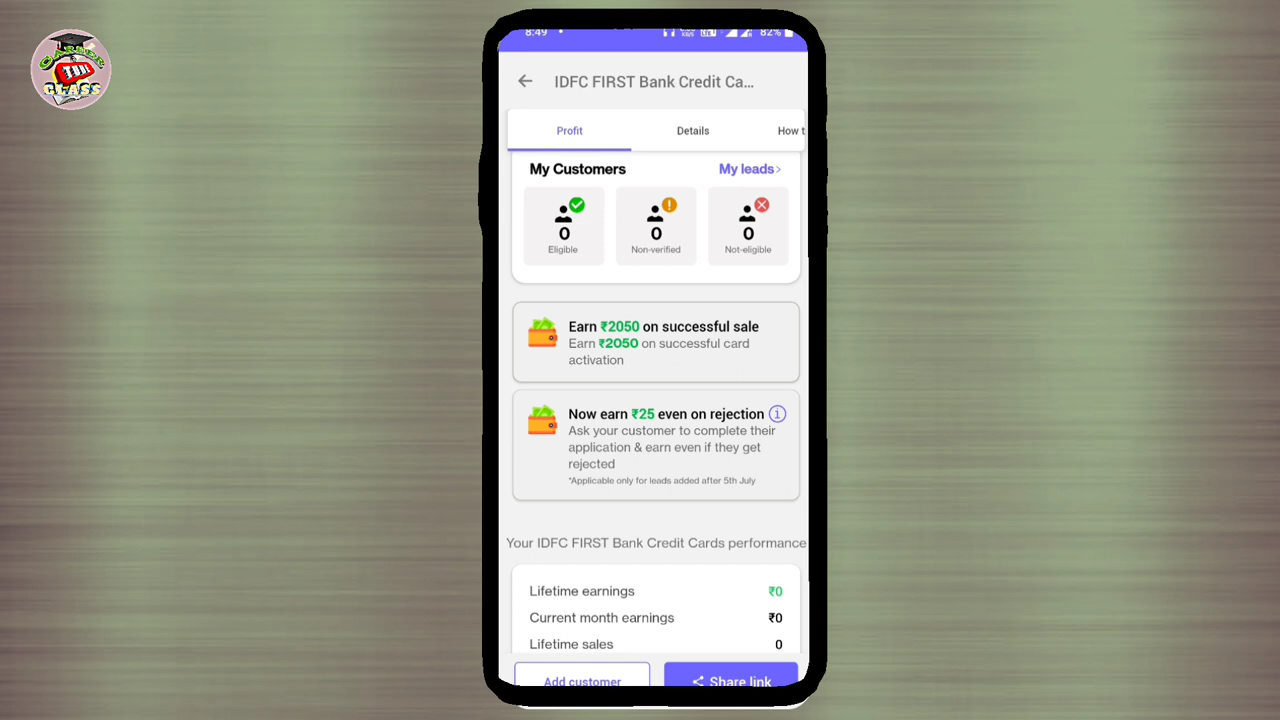 CAREER
TUBE
CLASS
8:49
82%
IDFC FIRST Bank Credit Ca...
Profit
Details
How t
My Customers
My leads
0
Eligible
0
Non-verified
0
Not-eligible
Earn ₹2050 on successful sale
Earn ₹2050 on successful card
activation
Now earn ₹25 even on rejection
Ask your customer to complete their
application & earn even if they get
rejected
*Applicable only for leads added after 5th July
Your IDFC FIRST Bank Credit Cards performance
Lifetime earnings ₹0
Current month earnings ₹0
Lifetime sales 0
Add customer
Share link